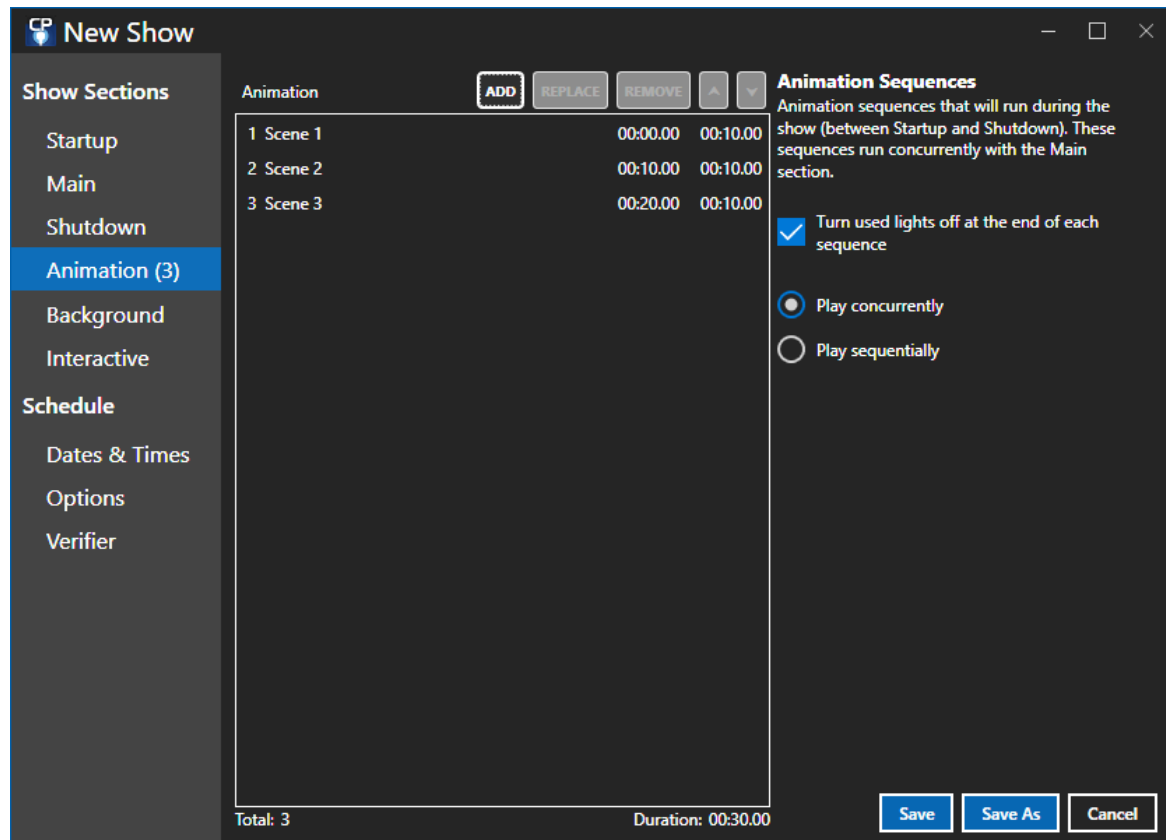 CP New Show
Show Sections
Startup
Main
Shutdown
Animation (3)
Background
Interactive
Schedule
Dates & Times
Options
Verifier
Animation ADD REPLACE REMOVE
1 Scene 1 00:00.00 00:10.00
2 Scene 2 00:10.00 00:10.00
3 Scene 3 00:20.00 00:10.00
Total: 3 Duration: 00:30.00
Animation Sequences
Animation sequences that will run during the
show (between Startup and Shutdown). These
sequences run concurrently with the Main
section.
Turn used lights off at the end of each
sequence
Play concurrently
Play sequentially
Save Save As Cancel